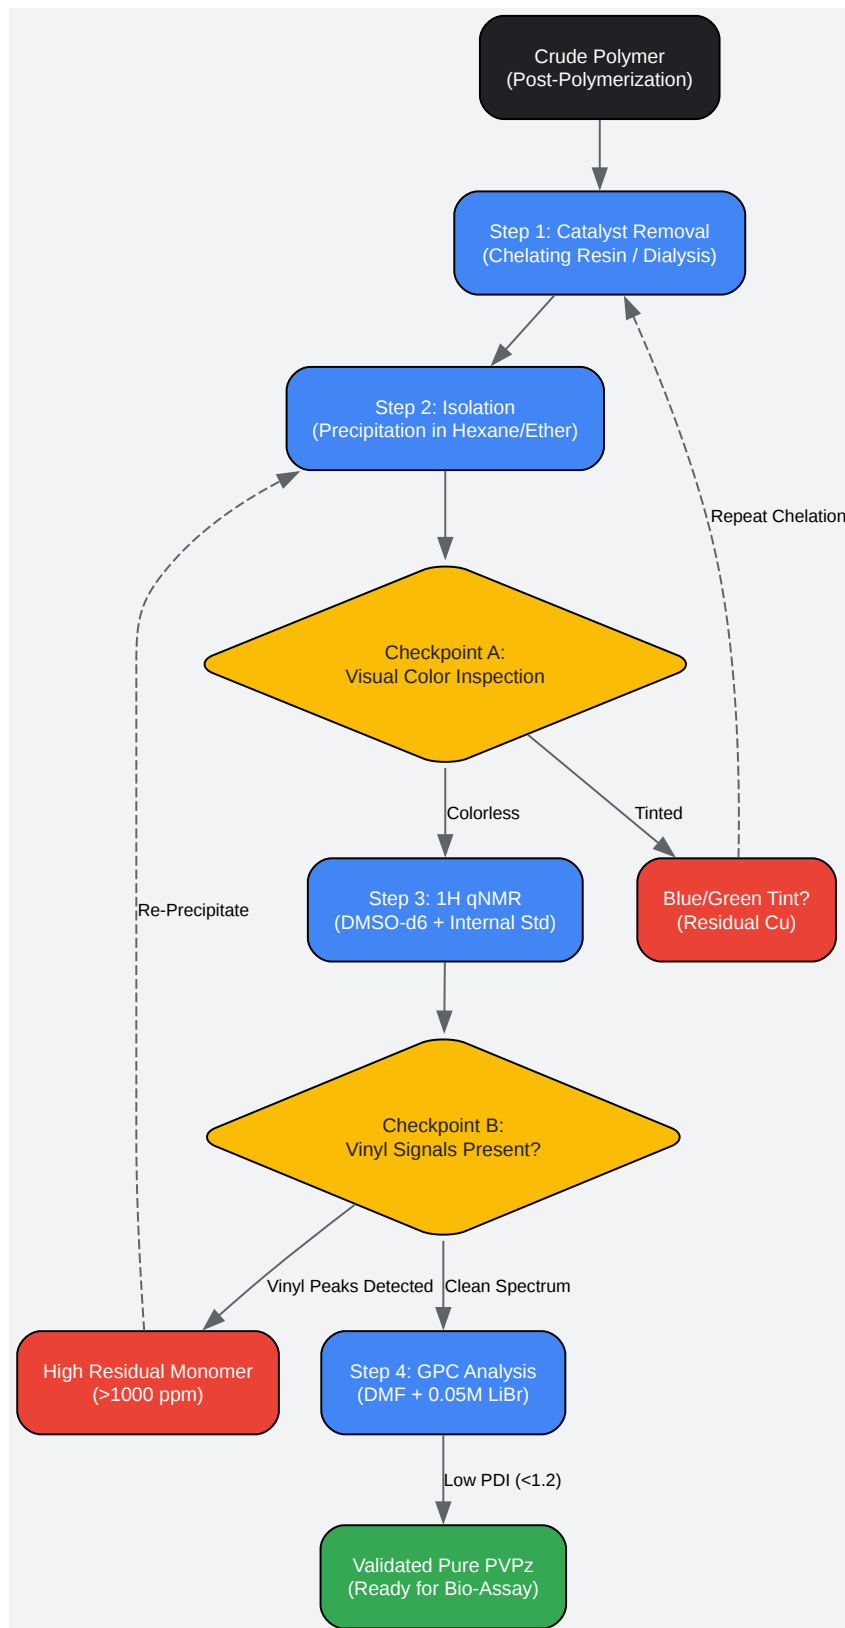 Crude Polymer
(Post-Polymerization)
Step 1: Catalyst Removal
(Chelating Resin / Dialysis)
Step 2: Isolation
(Precipitation in Hexane/Ether)
Repeat Chelation
Checkpoint A:
Visual Color Inspection
Colorless
Tinted
Step 3: 1H qNMR
(DMSO-d6 + Internal Std)
Blue/Green Tint?
(Residual Cu)
Re-Precipitate
Checkpoint B:
Vinyl Signals Present?
Vinyl Peaks Detected
Clean Spectrum
High Residual Monomer
(>1000 ppm)
Step 4: GPC Analysis
(DMF + 0.05M LiBr)
Low PDI (<1.2)
Validated Pure PVPz
(Ready for Bio-Assay)